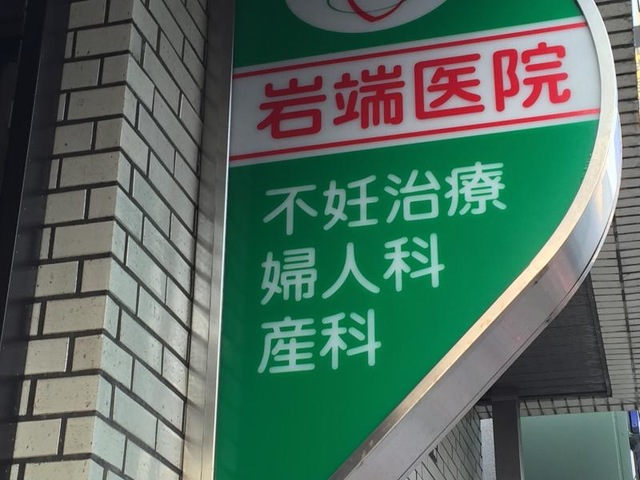 岩端医院
不妊治療
婦人科
産科